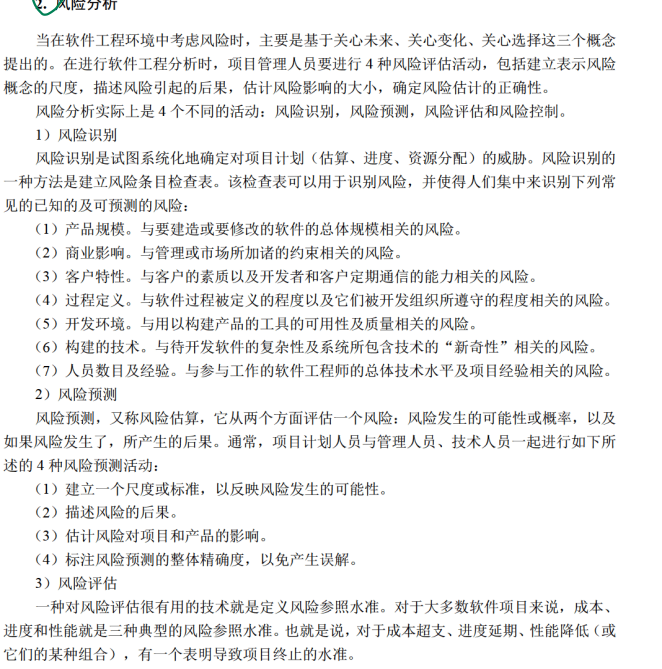 2. 风险分析
当在软件工程环境中考虑风险时，主要是基于关心未来、关心变化、关心选择这三个概念
提出的。在进行软件工程分析时，项目管理人员要进行 4 种风险评估活动，包括建立表示风险
概念的尺度，描述风险引起的后果，估计风险影响的大小，确定风险估计的正确性。
风险分析实际上是 4 个不同的活动：风险识别，风险预测，风险评估和风险控制。
1）风险识别
风险识别是试图系统化地确定对项目计划（估算、进度、资源分配）的威胁。风险识别的
一种方法是建立风险条目检查表。该检查表可以用于识别风险，并使得人们集中来识别下列常
见的已知的及可预测的风险：
（1）产品规模。与要建造或要修改的软件的总体规模相关的风险。
（2）商业影响。与管理或市场所加诸的约束相关的风险。
（3）客户特性。与客户的素质以及开发者和客户定期通信的能力相关的风险。
（4）过程定义。与软件过程被定义的程度以及它们被开发组织所遵守的程度相关的风险。
（5）开发环境。与用以构建产品的工具的可用性及质量相关的风险。
（6）构建的技术。与待开发软件的复杂性及系统所包含技术的“新奇性”相关的风险。
（7）人员数目及经验。与参与工作的软件工程师的总体技术水平及项目经验相关的风险。
2）风险预测
风险预测，又称风险估算，它从两个方面评估一个风险：风险发生的可能性或概率，以及
如果风险发生了，所产生的后果。通常，项目计划人员与管理人员、技术人员一起进行如下所
述的 4 种风险预测活动：
（1）建立一个尺度或标准，以反映风险发生的可能性。
（2）描述风险的后果。
（3）估计风险对项目和产品的影响。
（4）标注风险预测的整体精确度，以免产生误解。
3）风险评估
一种对风险评估很有用的技术就是定义风险参照水准。对于大多数软件项目来说，成本、
进度和性能就是三种典型的风险参照水准。也就是说，对于成本超支、进度延期、性能降低（或
它们的某种组合），有一个表明导致项目终止的水准。